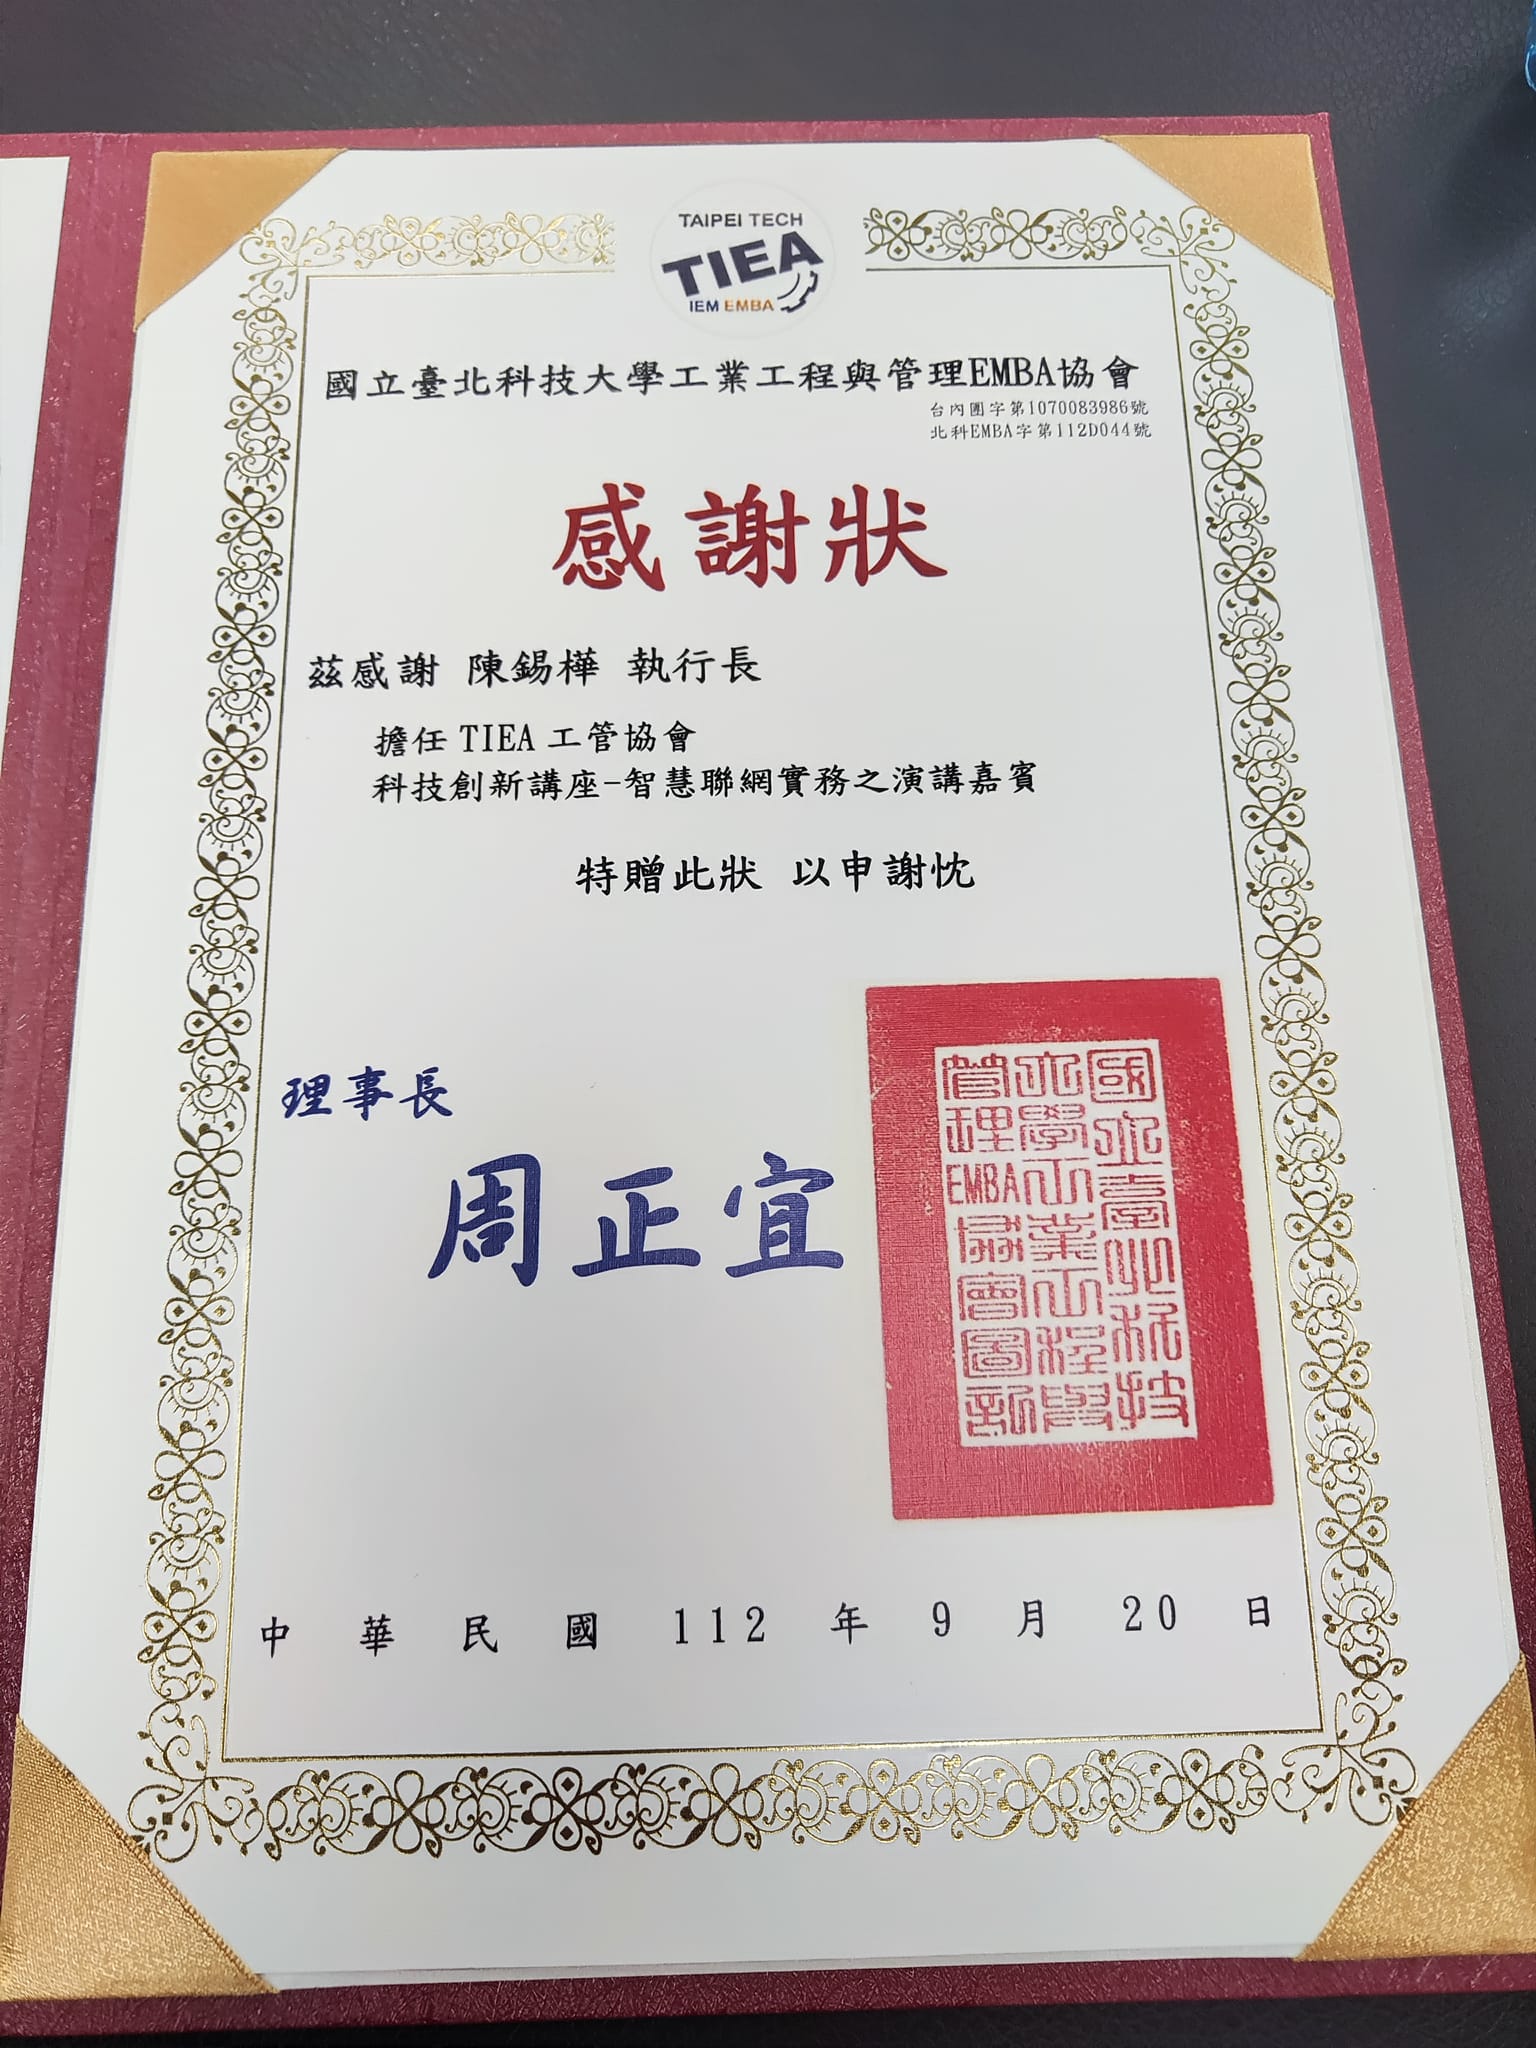 TAIPEI TECH
TIEA
IEM EMBA
國立臺北科技大學工業工程與管理EMBA協會
台內團字第1070083986號
北科EMBA字第112D044號
感謝狀
茲感謝 陳錫樺 執行長
擔任 TIEA 工管協會
科技創新講座-智慧聯網實務之演講嘉賓
特贈此狀 以申謝忱
理事長
周正宜
國立臺北科技
大學工業工程與
管理EMBA協會圖記
中華民國 112 年 9 月 20 日